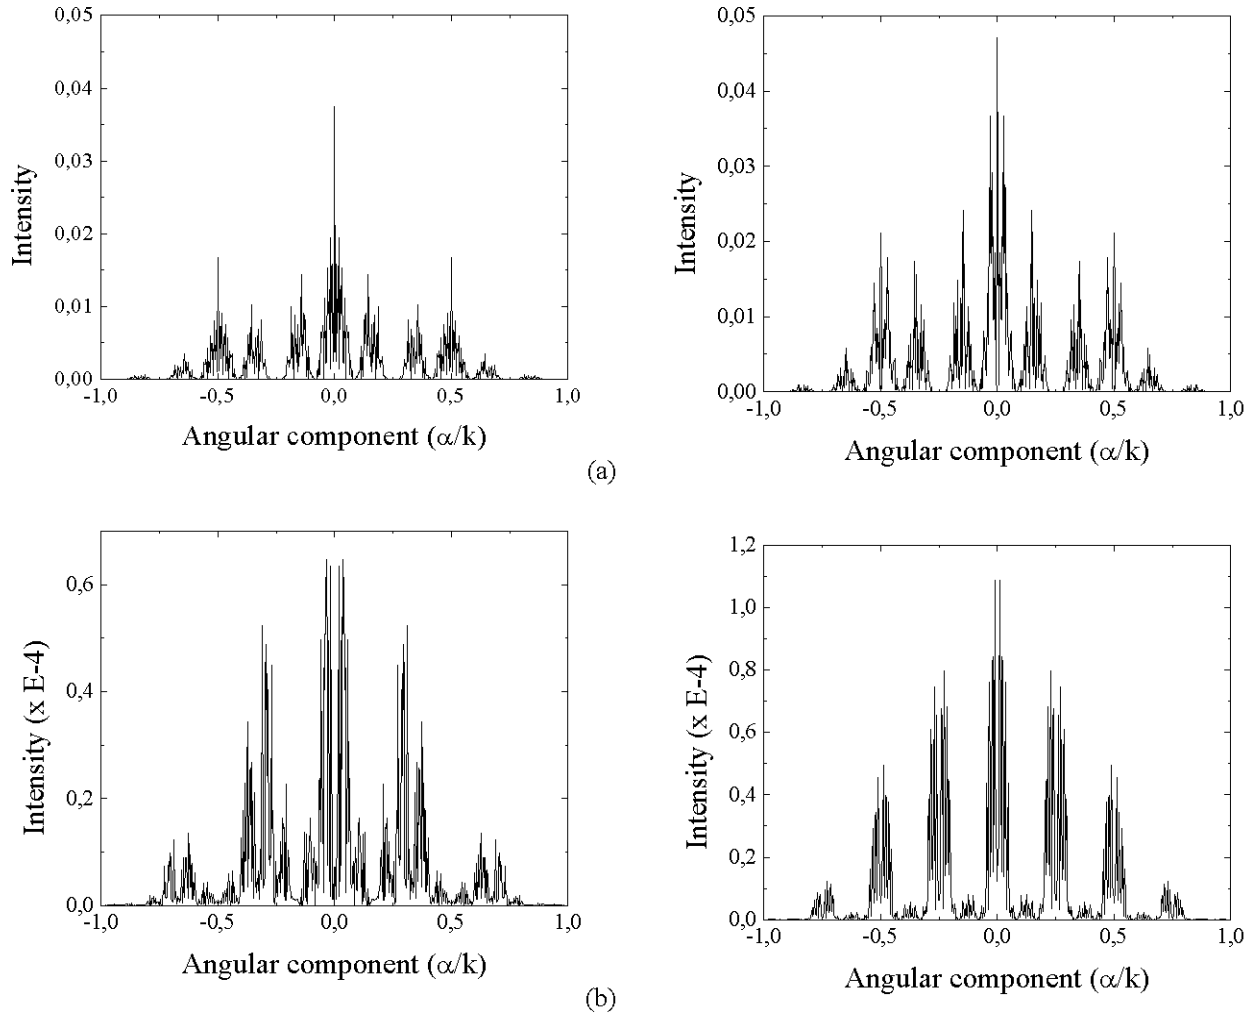 0,05
0,04
0,03
0,02
0,01
0,00
Intensity
-1,0 -0,5 0,0 0,5 1,0
Angular component (α/k)
0,05
0,04
0,03
0,02
0,01
0,00
Intensity
-1,0 -0,5 0,0 0,5 1,0
Angular component (α/k)
(a)
0,6
0,4
0,2
0,0
Intensity (x E-4)
-1,0 -0,5 0,0 0,5 1,0
Angular component (α/k)
1,2
1,0
0,8
0,6
0,4
0,2
0,0
Intensity (x E-4)
-1,0 -0,5 0,0 0,5 1,0
Angular component (α/k)
(b)